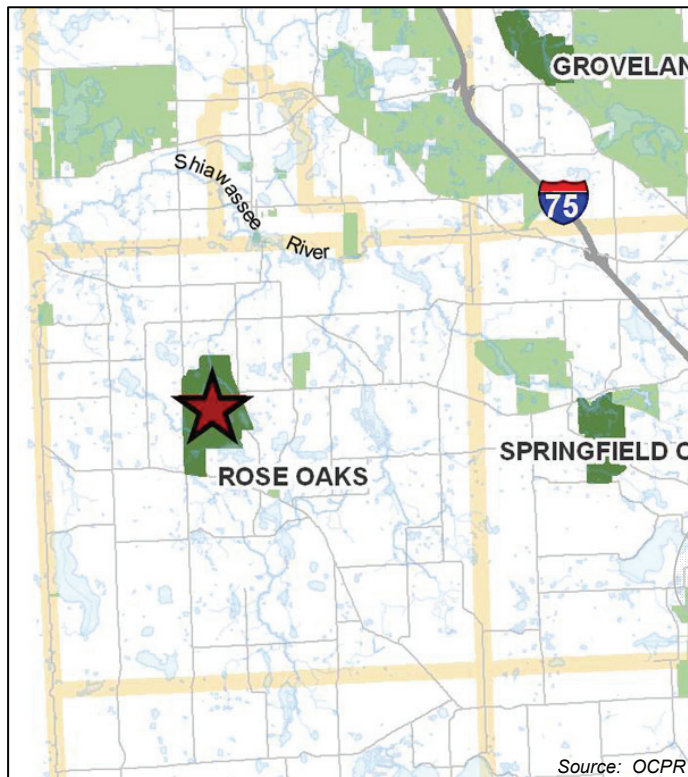 GROVELAN
Shiawassee
River
75
SPRINGFIELD O
ROSE OAKS
Source: OCPR